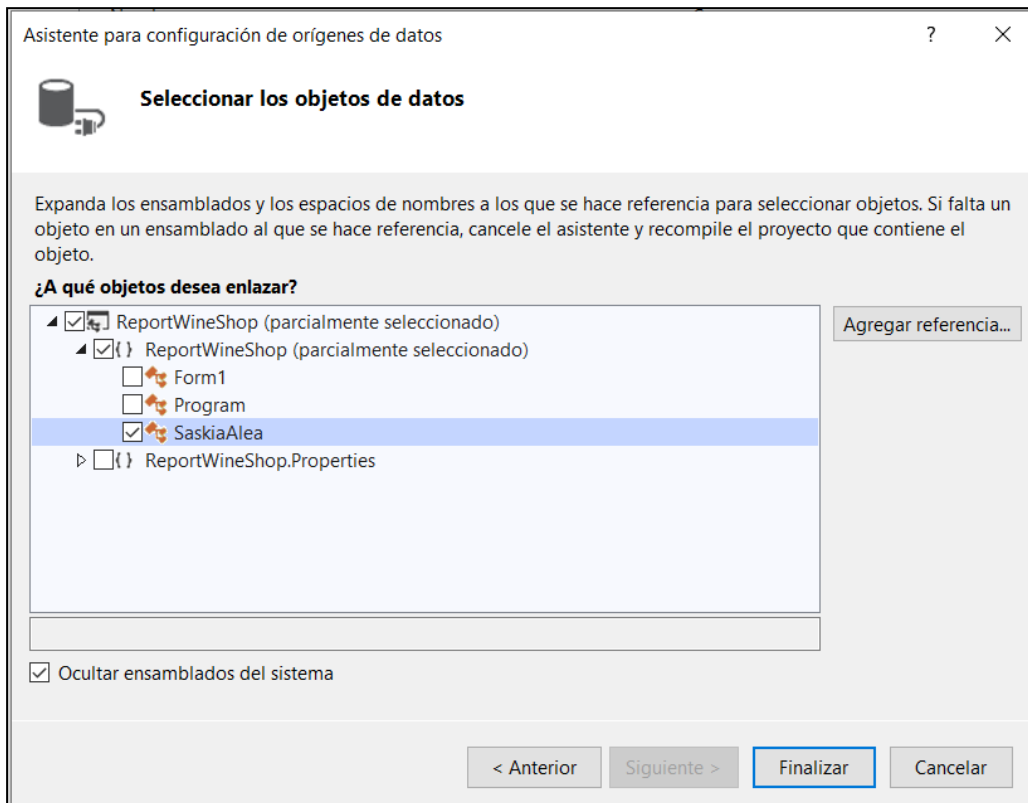 Asistente para configuración de orígenes de datos
?
Seleccionar los objetos de datos
Expanda los ensamblados y los espacios de nombres a los que se hace referencia para seleccionar objetos. Si falta un
objeto en un ensamblado al que se hace referencia, cancele el asistente y recompile el proyecto que contiene el
objeto.
¿A qué objetos desea enlazar?
ReportWineShop (parcialmente seleccionado)
Agregar referencia...
{ } ReportWineShop (parcialmente seleccionado)
Form1
Program
SaskiaAlea
{ } ReportWineShop.Properties
Ocultar ensamblados del sistema
< Anterior
Siguiente >
Finalizar
Cancelar